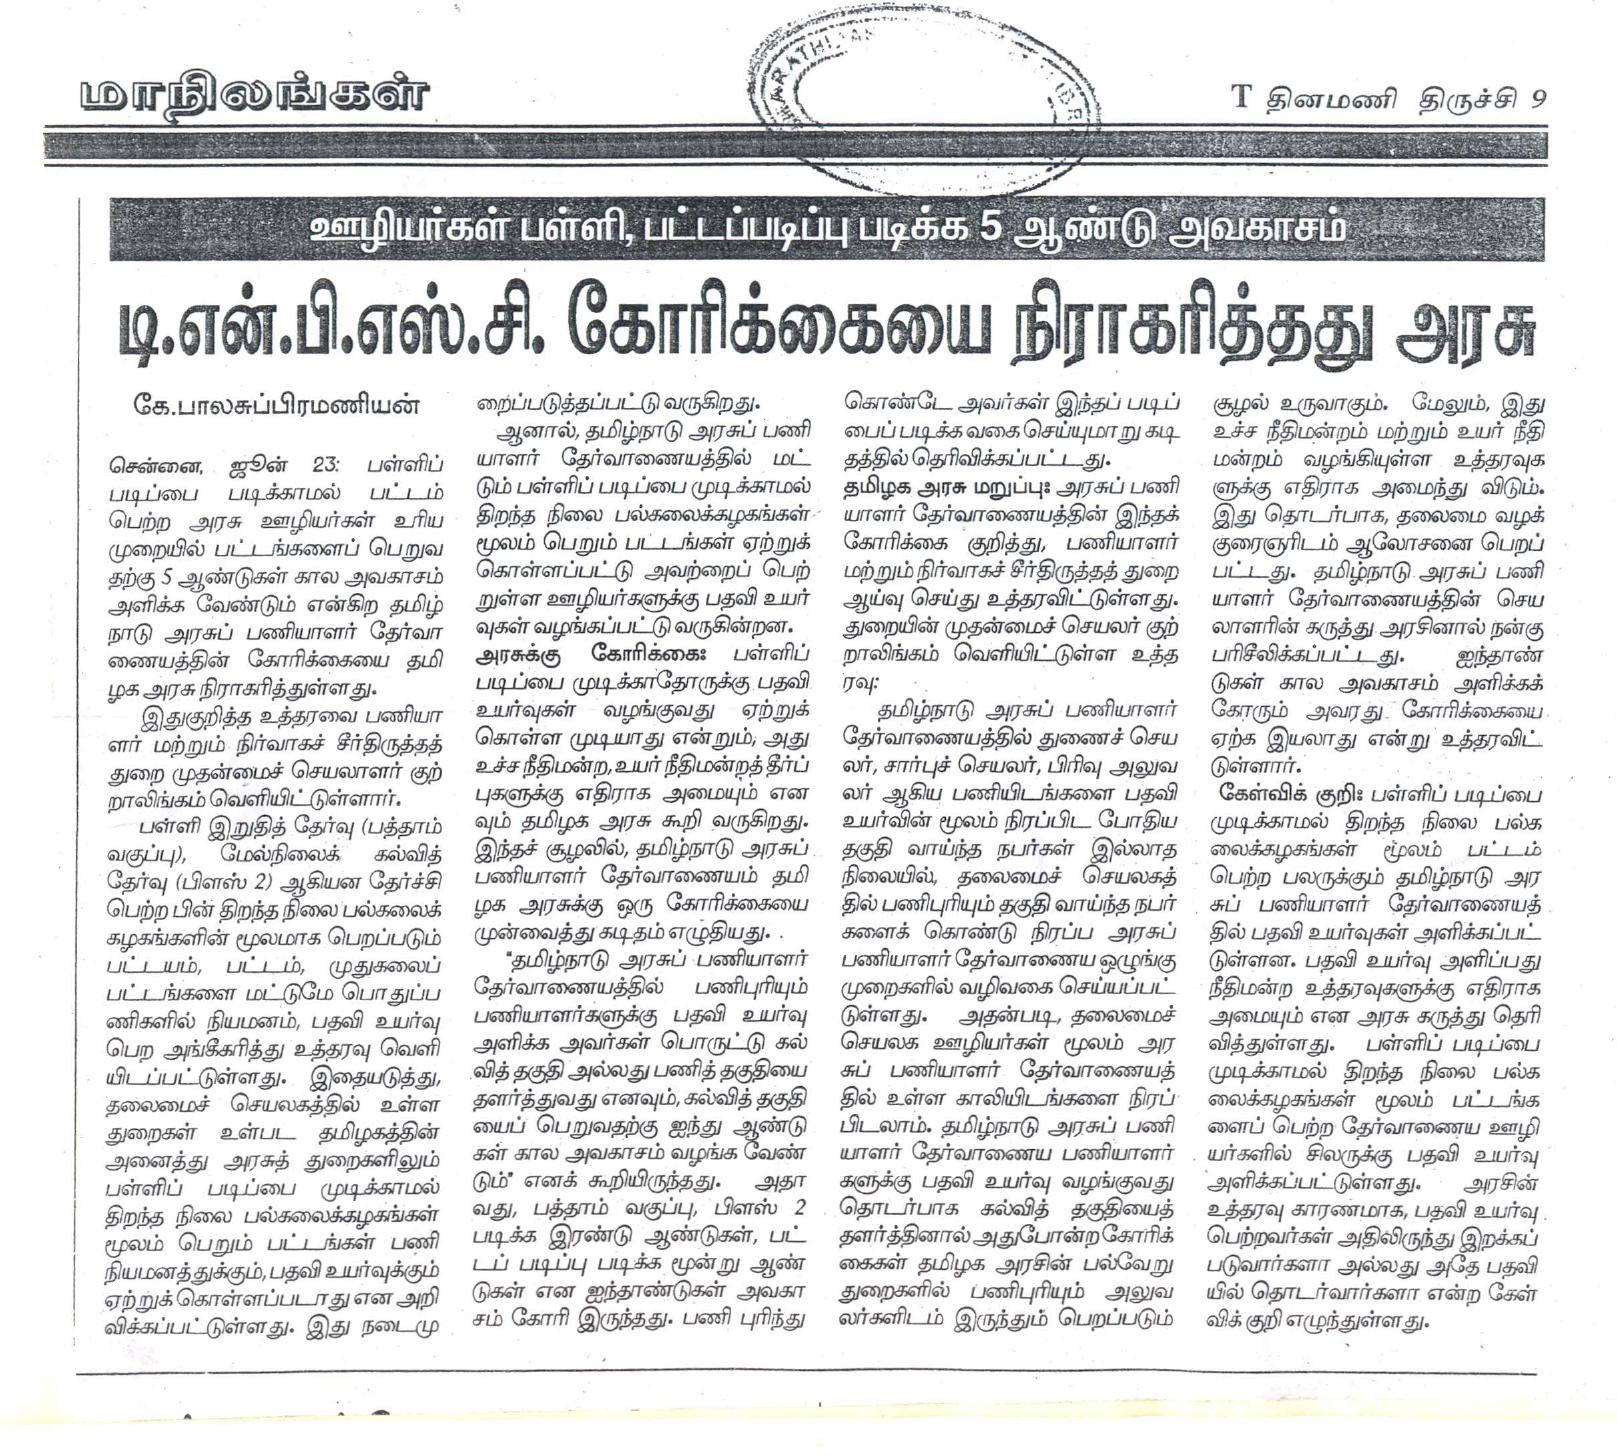 மாநிலங்கள்
T தினமணி திருச்சி 9
ஊழியர்கள் பள்ளி, பட்டப்படிப்பு படிக்க 5 ஆண்டு அவகாசம்
டி.என்.பி.எஸ்.சி. கோரிக்கையை நிராகரித்தது அரசு
கே.பாலசுப்பிரமணியன்
சென்னை, ஜூன் 23: பள்ளிப்
படிப்பை படிக்காமல் பட்டம்
பெற்ற அரசு ஊழியர்கள் உரிய
முறையில் பட்டங்களைப் பெறுவ
தற்கு 5 ஆண்டுகள் கால அவகாசம்
அளிக்க வேண்டும் என்கிற தமிழ்
நாடு அரசுப் பணியாளர் தேர்வா
ணையத்தின் கோரிக்கையை தமி
ழக அரசு நிராகரித்துள்ளது.
இதுகுறித்த உத்தரவை பணியா
ளர் மற்றும் நிர்வாகச் சீர்திருத்தத்
துறை முதன்மைச் செயலாளர் குற்
றாலிங்கம் வெளியிட்டுள்ளார்.
பள்ளி இறுதித் தேர்வு (பத்தாம்
வகுப்பு), மேல்நிலைக் கல்வித்
தேர்வு (பிளஸ் 2) ஆகியன தேர்ச்சி
பெற்ற பின் திறந்த நிலை பல்கலைக்
கழகங்களின் மூலமாக பெறப்படும்
பட்டயம், பட்டம், முதுகலைப்
பட்டங்களை மட்டுமே பொதுப்ப
ணிகளில் நியமனம், பதவி உயர்வு
பெற அங்கீகரித்து உத்தரவு வெளி
யிடப்பட்டுள்ளது. இதையடுத்து,
தலைமைச் செயலகத்தில் உள்ள
துறைகள் உள்பட தமிழகத்தின்
அனைத்து அரசுத் துறைகளிலும்
பள்ளிப் படிப்பை முடிக்காமல்
திறந்த நிலை பல்கலைக்கழகங்கள்
மூலம் பெறும் பட்டங்கள் பணி
நியமனத்துக்கும், பதவி உயர்வுக்கும்
ஏற்றுக்கொள்ளப்படாது என அறி
விக்கப்பட்டுள்ளது. இது நடைமு
றைப்படுத்தப்பட்டு வருகிறது.
ஆனால், தமிழ்நாடு அரசுப் பணி
யாளர் தேர்வாணையத்தில் மட்
டும் பள்ளிப் படிப்பை முடிக்காமல்
திறந்த நிலை பல்கலைக்கழகங்கள்
மூலம் பெறும் பட்டங்கள் ஏற்றுக்
கொள்ளப்பட்டு அவற்றைப் பெற்
றுள்ள ஊழியர்களுக்கு பதவி உயர்
வுகள் வழங்கப்பட்டு வருகின்றன.
அரசுக்கு கோரிக்கை: பள்ளிப்
படிப்பை முடிக்காதோருக்கு பதவி
உயர்வுகள் வழங்குவது ஏற்றுக்
கொள்ள முடியாது என்றும், அது
உச்ச நீதிமன்ற, உயர் நீதிமன்றத் தீர்ப்
புகளுக்கு எதிராக அமையும் என
வும் தமிழக அரசு கூறி வருகிறது.
இந்தச் சூழலில், தமிழ்நாடு அரசுப்
பணியாளர் தேர்வாணையம் தமி
ழக அரசுக்கு ஒரு கோரிக்கையை
முன்வைத்து கடிதம் எழுதியது.
"தமிழ்நாடு அரசுப் பணியாளர்
தேர்வாணையத்தில் பணிபுரியும்
பணியாளர்களுக்கு பதவி உயர்வு
அளிக்க அவர்கள் பொருட்டு கல்
வித் தகுதி அல்லது பணித் தகுதியை
தளர்த்துவது எனவும், கல்வித் தகுதி
யைப் பெறுவதற்கு ஐந்து ஆண்டு
கள் கால அவகாசம் வழங்க வேண்
டும்" எனக் கூறியிருந்தது. அதா
வது, பத்தாம் வகுப்பு, பிளஸ் 2
படிக்க இரண்டு ஆண்டுகள், பட்
டப் படிப்பு படிக்க மூன்று ஆண்
டுகள் என ஐந்தாண்டுகள் அவகா
சம் கோரி இருந்தது. பணி புரிந்து
கொண்டே அவர்கள் இந்தப் படிப்
பைப் படிக்க வகை செய்யுமாறு கடி
தத்தில் தெரிவிக்கப்பட்டது.
தமிழக அரசு மறுப்பு: அரசுப் பணி
யாளர் தேர்வாணையத்தின் இந்தக்
கோரிக்கை குறித்து, பணியாளர்
மற்றும் நிர்வாகச் சீர்திருத்தத் துறை
ஆய்வு செய்து உத்தரவிட்டுள்ளது.
துறையின் முதன்மைச் செயலர் குற்
றாலிங்கம் வெளியிட்டுள்ள உத்த
ரவு:
தமிழ்நாடு அரசுப் பணியாளர்
தேர்வாணையத்தில் துணைச் செய
லர், சார்புச் செயலர், பிரிவு அலுவ
லர் ஆகிய பணியிடங்களை பதவி
உயர்வின் மூலம் நிரப்பிட போதிய
தகுதி வாய்ந்த நபர்கள் இல்லாத
நிலையில், தலைமைச் செயலகத்
தில் பணிபுரியும் தகுதி வாய்ந்த நபர்
களைக் கொண்டு நிரப்ப அரசுப்
பணியாளர் தேர்வாணைய ஒழுங்கு
முறைகளில் வழிவகை செய்யப்பட்
டுள்ளது. அதன்படி, தலைமைச்
செயலக ஊழியர்கள் மூலம் அர
சுப் பணியாளர் தேர்வாணையத்
தில் உள்ள காலியிடங்களை நிரப்
பிடலாம். தமிழ்நாடு அரசுப் பணி
யாளர் தேர்வாணைய பணியாளர்
களுக்கு பதவி உயர்வு வழங்குவது
தொடர்பாக கல்வித் தகுதியைத்
தளர்த்தினால் அதுபோன்ற கோரிக்
கைகள் தமிழக அரசின் பல்வேறு
துறைகளில் பணிபுரியும் அலுவ
லர்களிடம் இருந்தும் பெறப்படும்
சூழல் உருவாகும். மேலும், இது
உச்ச நீதிமன்றம் மற்றும் உயர் நீதி
மன்றம் வழங்கியுள்ள உத்தரவுக
ளுக்கு எதிராக அமைந்து விடும்.
இது தொடர்பாக, தலைமை வழக்
குரைஞரிடம் ஆலோசனை பெறப்
பட்டது. தமிழ்நாடு அரசுப் பணி
யாளர் தேர்வாணையத்தின் செய
லாளரின் கருத்து அரசினால் நன்கு
பரிசீலிக்கப்பட்டது. ஐந்தாண்
டுகள் கால அவகாசம் அளிக்கக்
கோரும் அவரது கோரிக்கையை
ஏற்க இயலாது என்று உத்தரவிட்
டுள்ளார்.
கேள்விக் குறி: பள்ளிப் படிப்பை
முடிக்காமல் திறந்த நிலை பல்க
லைக்கழகங்கள் மூலம் பட்டம்
பெற்ற பலருக்கும் தமிழ்நாடு அர
சுப் பணியாளர் தேர்வாணையத்
தில் பதவி உயர்வுகள் அளிக்கப்பட்
டுள்ளன. பதவி உயர்வு அளிப்பது
நீதிமன்ற உத்தரவுகளுக்கு எதிராக
அமையும் என அரசு கருத்து தெரி
வித்துள்ளது. பள்ளிப் படிப்பை
முடிக்காமல் திறந்த நிலை பல்க
லைக்கழகங்கள் மூலம் பட்டங்க
ளைப் பெற்ற தேர்வாணைய ஊழி
யர்களில் சிலருக்கு பதவி உயர்வு
அளிக்கப்பட்டுள்ளது. அரசின்
உத்தரவு காரணமாக, பதவி உயர்வு
பெற்றவர்கள் அதிலிருந்து இறக்கப்
படுவார்களா அல்லது அதே பதவி
யில் தொடர்வார்களா என்ற கேள்
விக் குறி எழுந்துள்ளது.